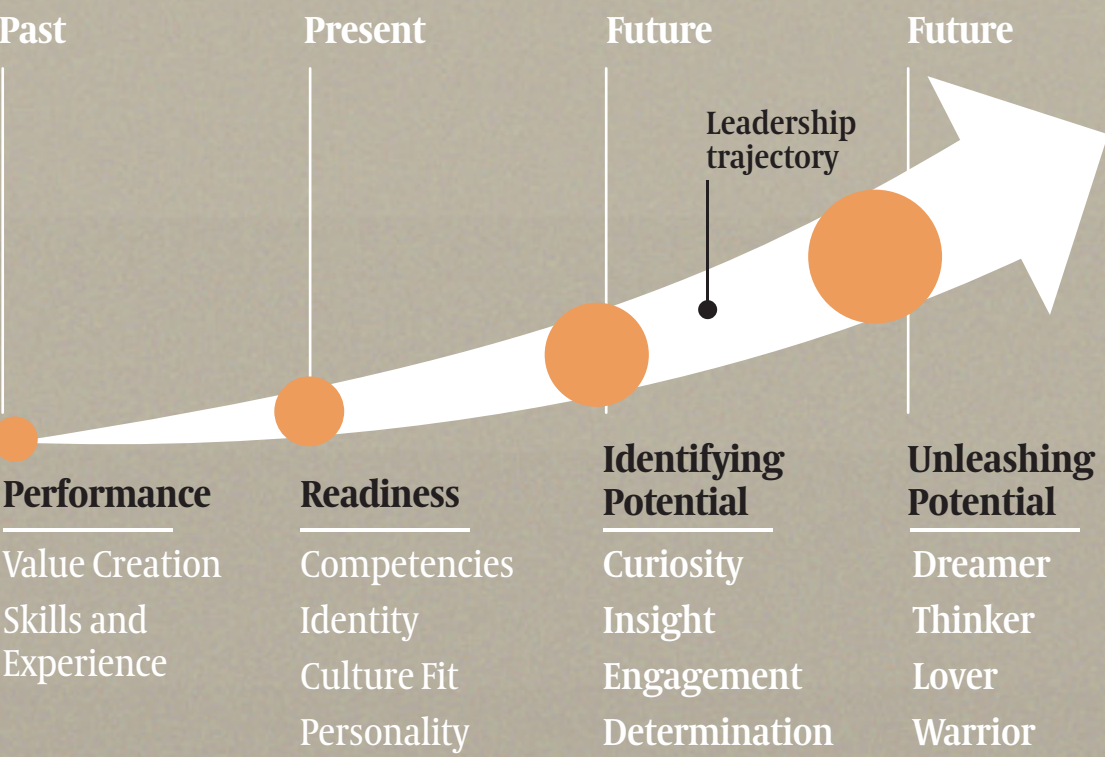 Past
Present
Future
Future
Leadership
trajectory
Performance
Value Creation
Skills and
Experience
Readiness
Competencies
Identity
Culture Fit
Personality
Identifying
Potential
Curiosity
Insight
Engagement
Determination
Unleashing
Potential
Dreamer
Thinker
Lover
Warrior